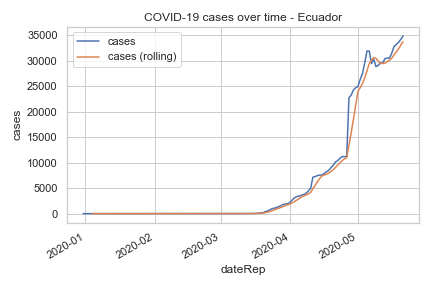 COVID-19 cases over time - Ecuador
cases
cases (rolling)
35000
30000
25000
20000
15000
10000
5000
0
cases
2020-01
2020-02
2020-03
2020-04
2020-05
dateRep